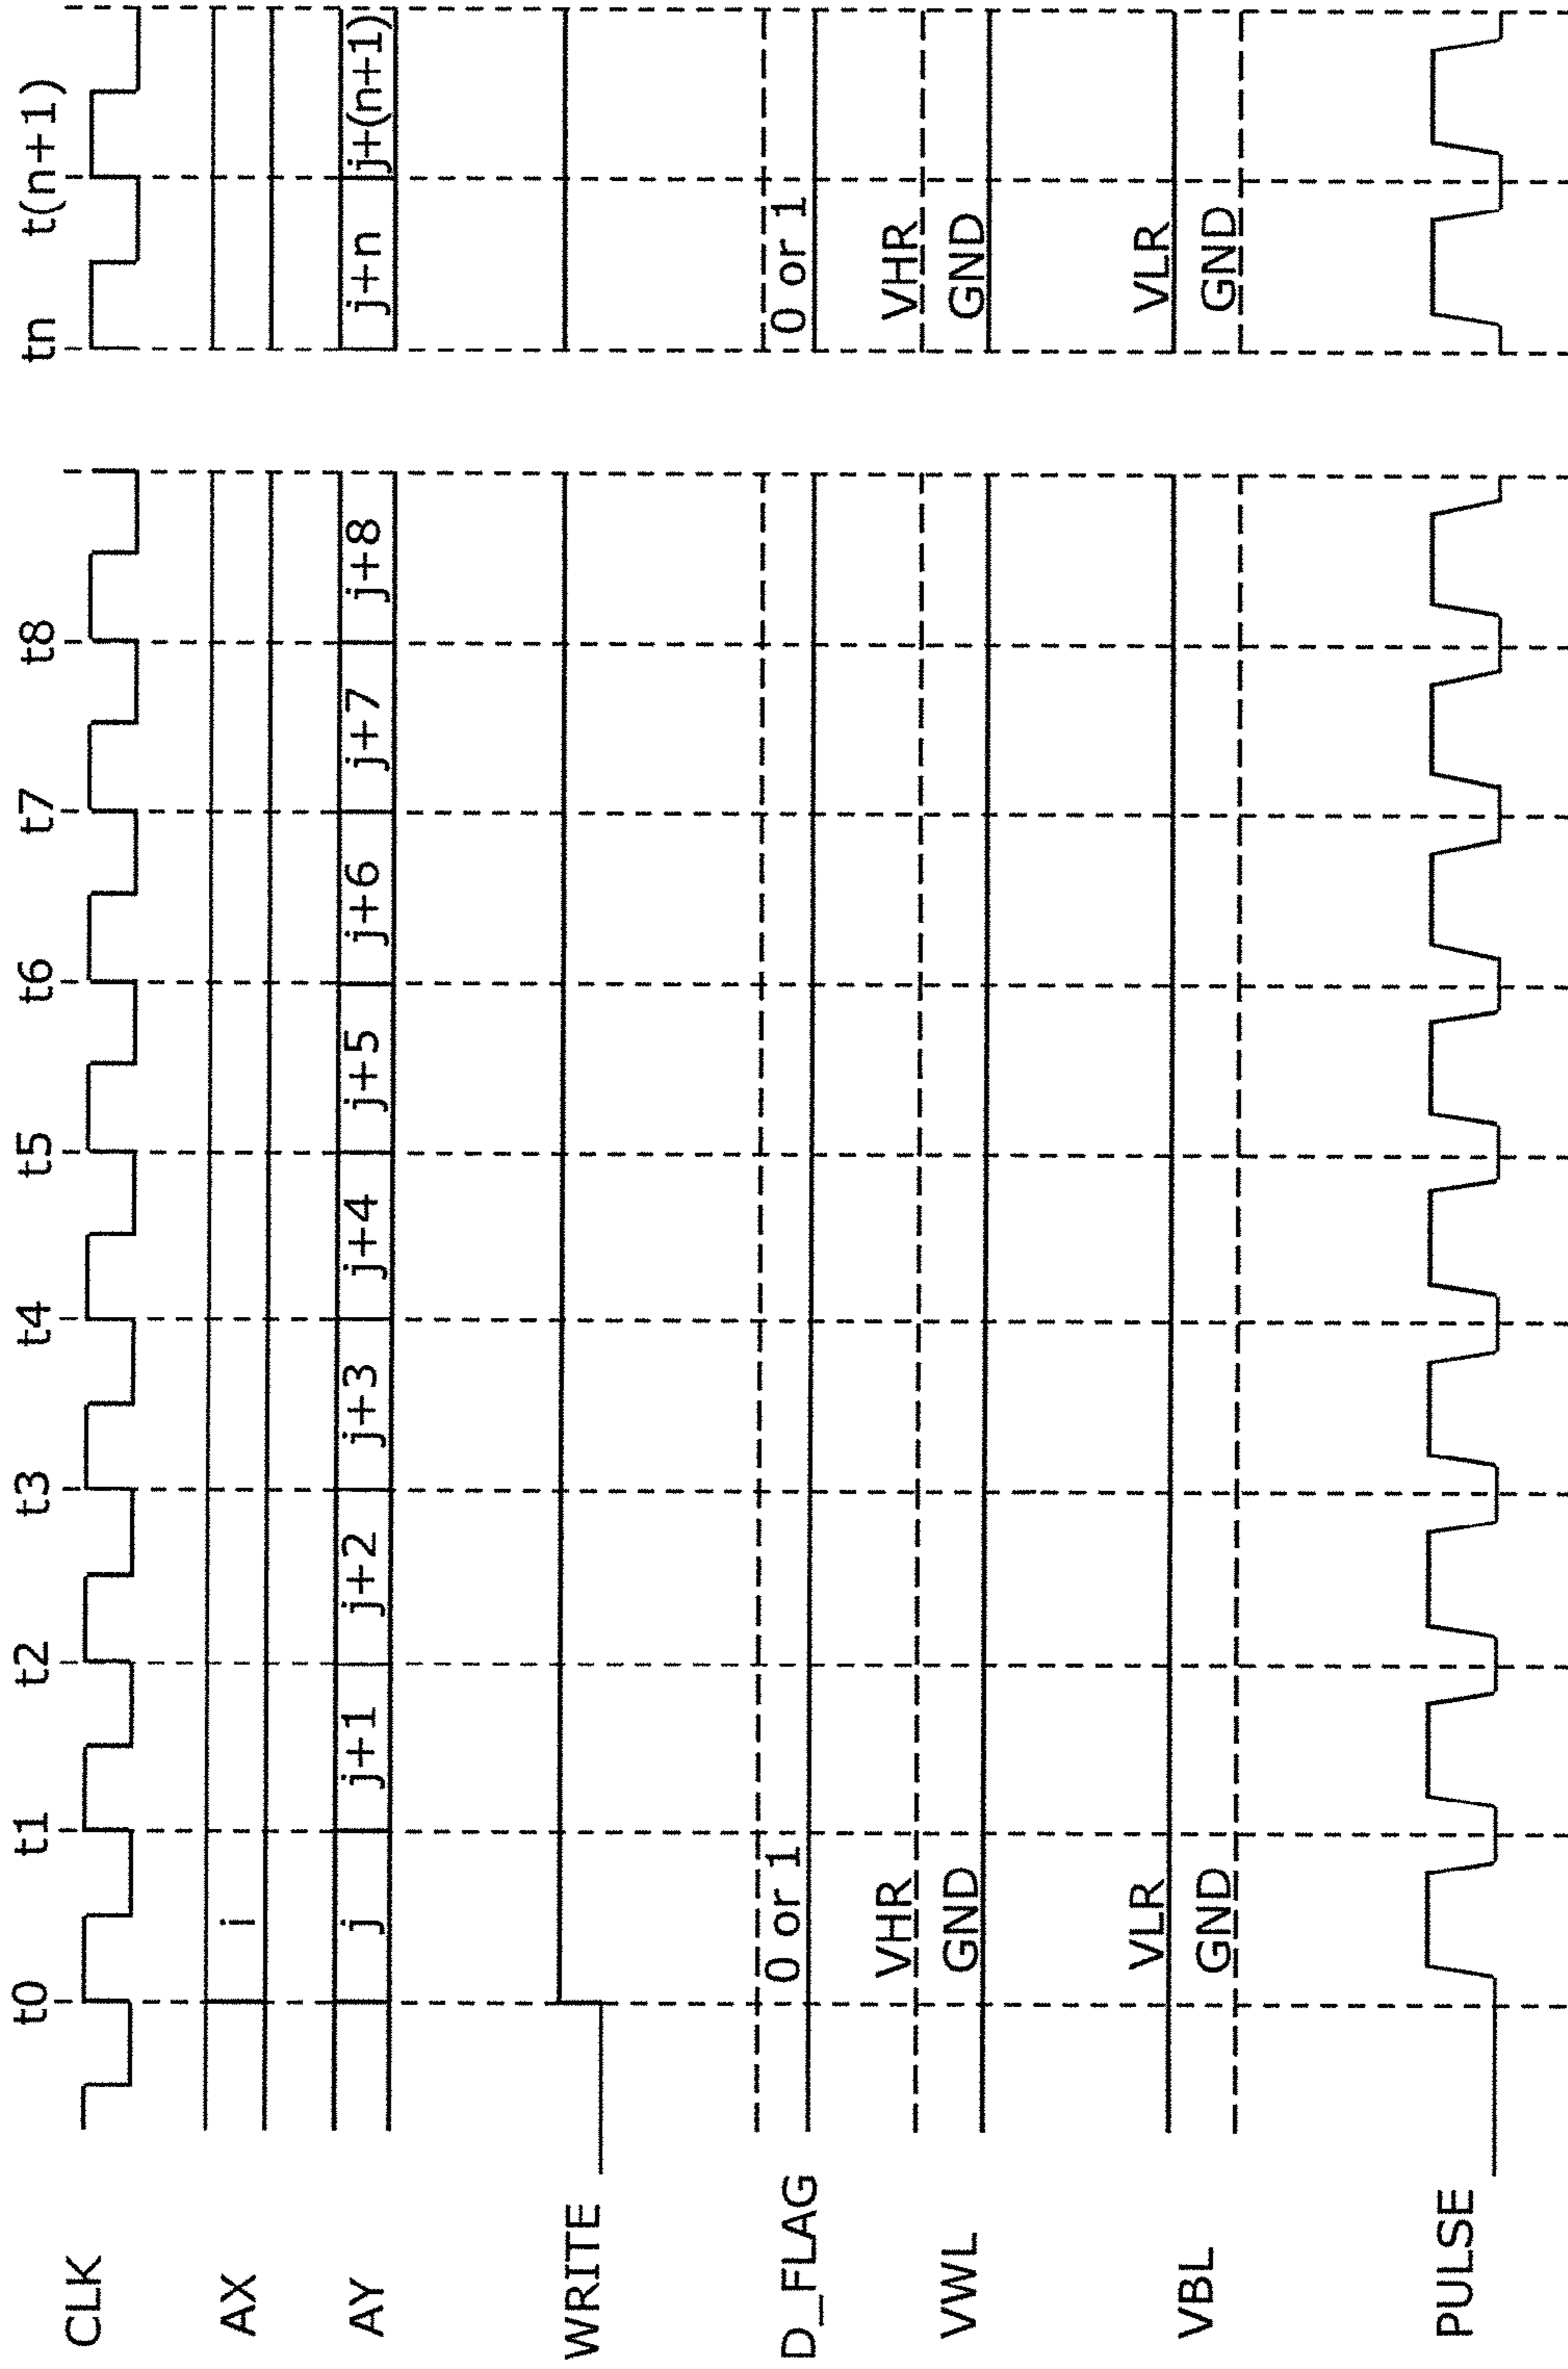 t0 t1 t2 t3 t4 t5 t6 t7 t8 tn t(n+1)
CLK
AX i
AY j j+1 j+2 j+3 j+4 j+5 j+6 j+7 j+8 j+n j+(n+1)
WRITE
D_FLAG 0 or 1 0 or 1
VHR VHR
VWL GND GND
VLR VLR
VBL GND GND
PULSE